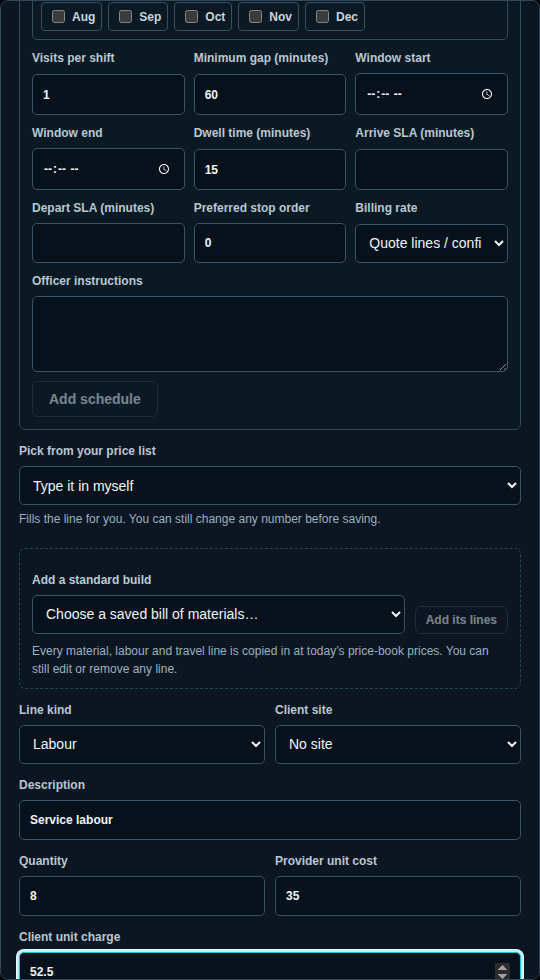 Aug Sep Oct Nov Dec
Visits per shift Minimum gap (minutes) Window start
1 60 --:-- --
Window end Dwell time (minutes) Arrive SLA (minutes)
--:-- -- 15
Depart SLA (minutes) Preferred stop order Billing rate
0 Quote lines / confi
Officer instructions
Add schedule
Pick from your price list
Type it in myself
Fills the line for you. You can still change any number before saving.
Add a standard build
Choose a saved bill of materials… Add its lines
Every material, labour and travel line is copied in at today's price-book prices. You can
still edit or remove any line.
Line kind Client site
Labour No site
Description
Service labour
Quantity Provider unit cost
8 35
Client unit charge
52.5